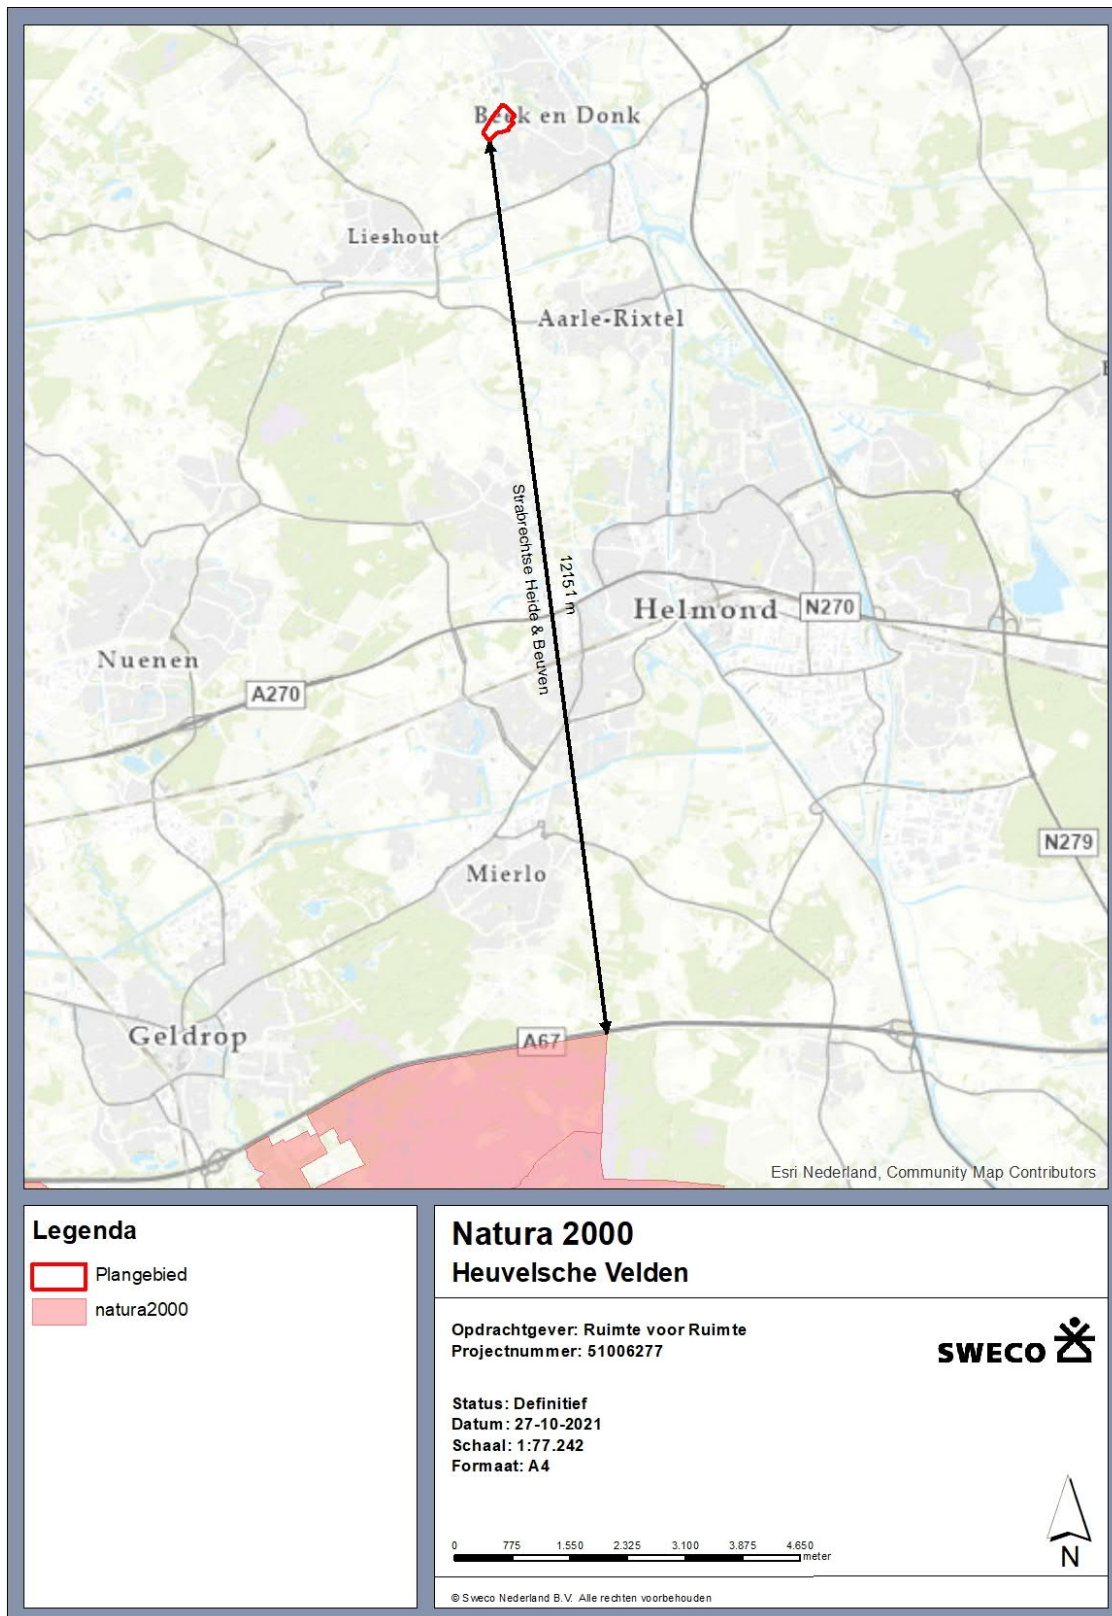 Beek en Donk
Lieshout
Aarle-Rixtel
Strabrechtse Heide & Beuven
12151 m
Helmond
N270
Nuenen
A270
N279
Mierlo
Geldrop
A67
Esri Nederland, Community Map Contributors
Legenda
Plangebied
natura2000
Natura 2000
Heuvelsche Velden
Opdrachtgever: Ruimte voor Ruimte
Projectnummer: 51006277
SWECO
Status: Definitief
Datum: 27-10-2021
Schaal: 1:77.242
Formaat: A4
0 775 1.550 2.325 3.100 3.875 4.650
meter
N
© Sweco Nederland B.V. Alle rechten voorbehouden